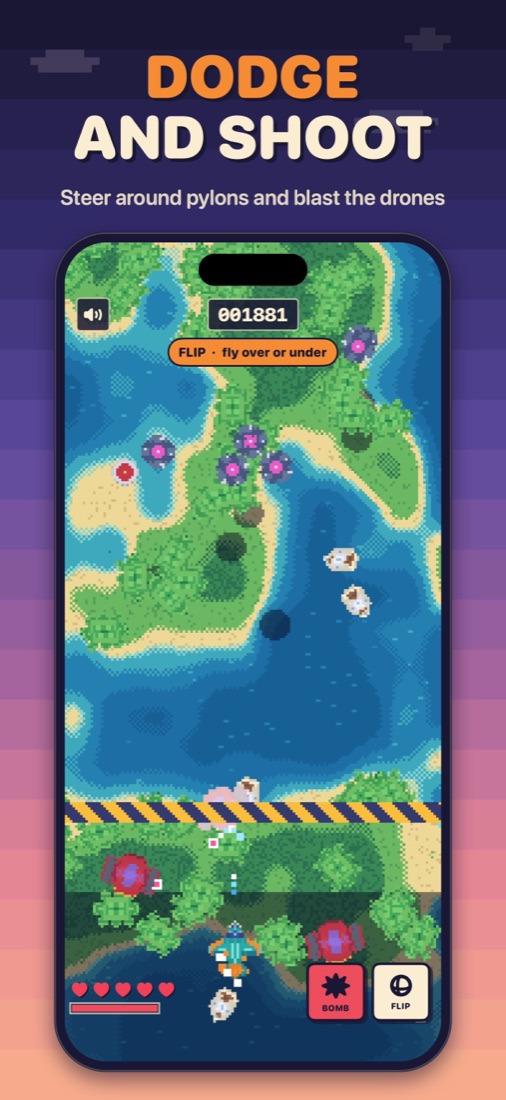 DODGE
AND SHOOT
Steer around pylons and blast the drones
001881
FLIP · fly over or under
BOMB
FLIP